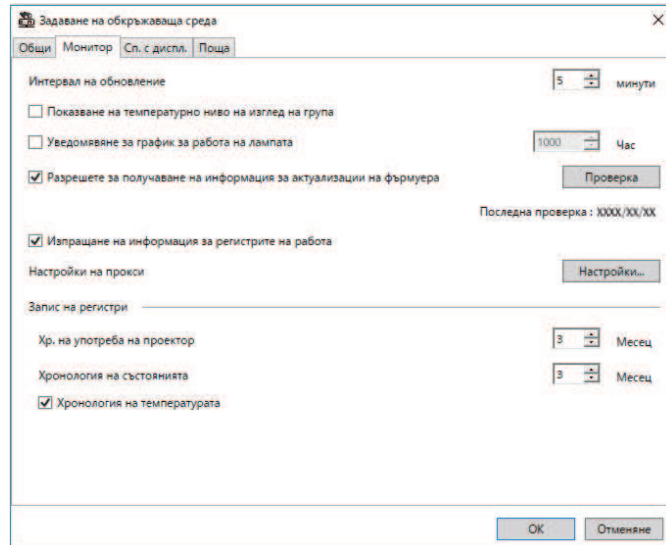 Задаване на обкръжаваща среда
Общи Монитор Сп. с диспл. Поща
Интервал на обновление 5 минути
Показване на температурно ниво на изглед на група
Уведомяване за график за работа на лампата 1000 Час
Разрешете за получаване на информация за актуализации на фърмуера Проверка
Последна проверка : XXXX/XX/XX
Изпращане на информация за регистрите на работа
Настройки на прокси Настройки...
Запис на регистри
Хр. на употреба на проектор 3 Месец
Хронология на състоянията 3 Месец
Хронология на температурата
ОК Отменяне